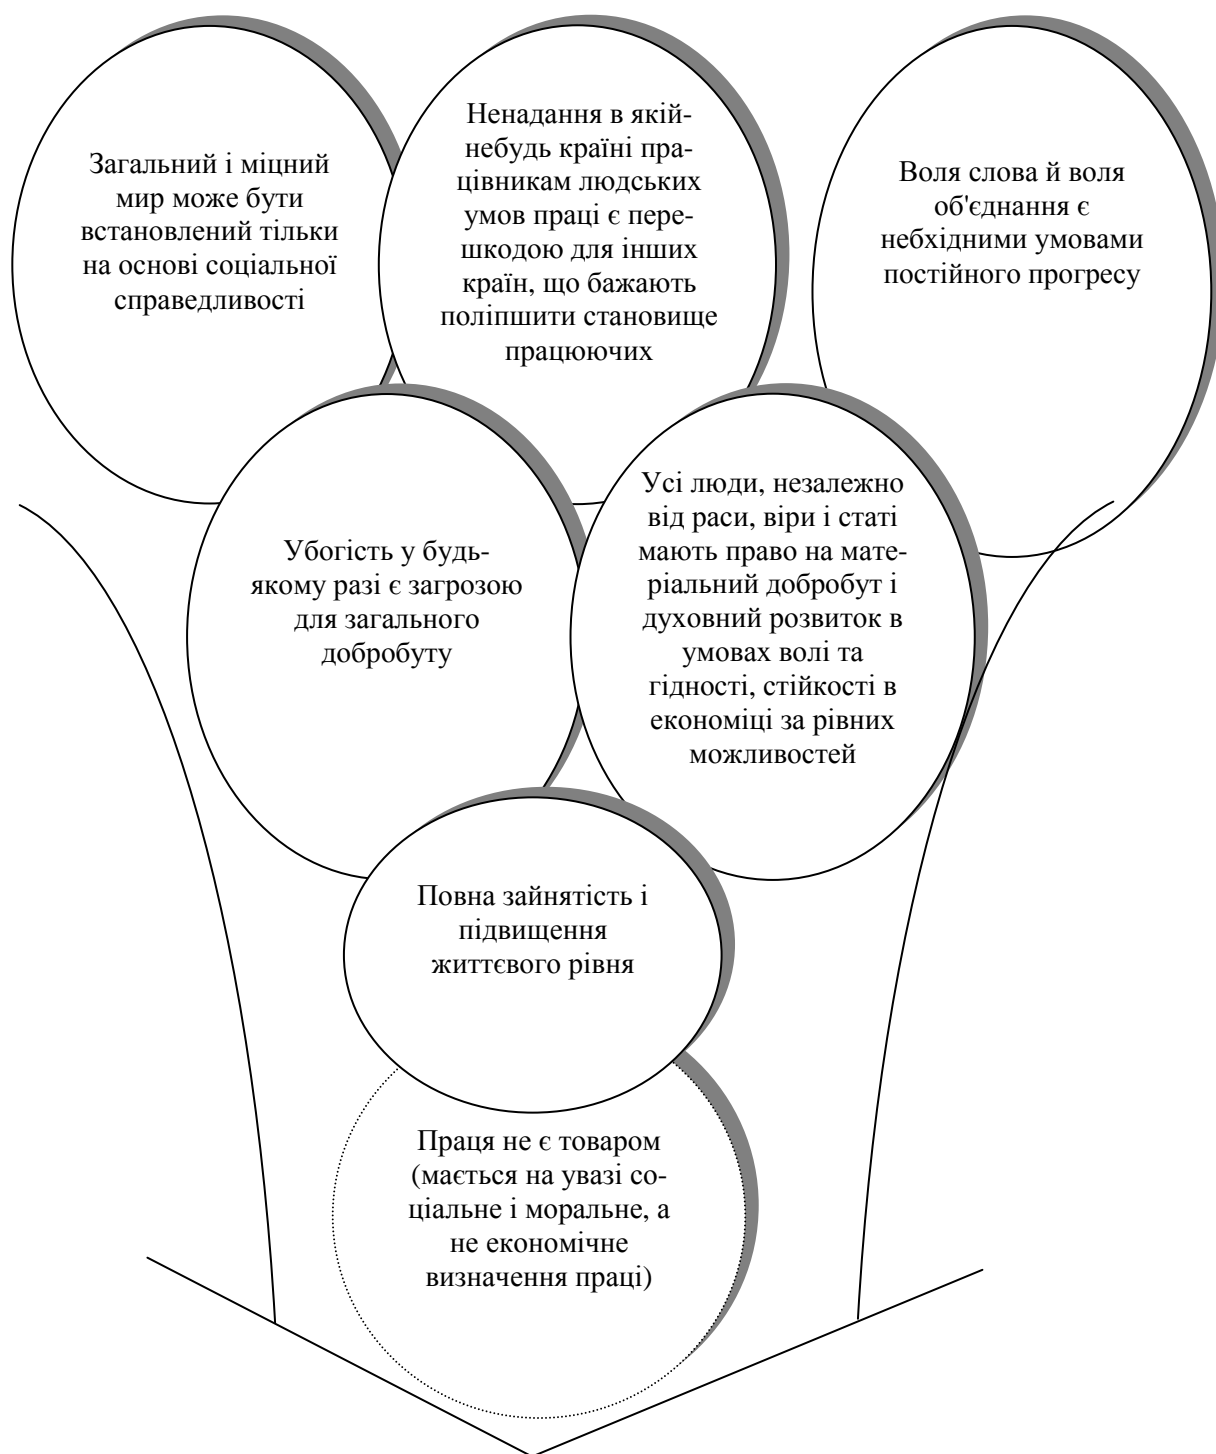 Загальний і міцний
мир може бути
встановлений тільки
на основі соціальної
справедливості
Ненадання в якій-
небудь країні пра-
цівникам людських
умов праці є пере-
шкодою для інших
країн, що бажають
поліпшити становище
працюючих
Воля слова й воля
об'єднання є
небхідними умовами
постійного прогресу
Убогість у будь-
якому разі є загрозою
для загального
добробуту
Усі люди, незалежно
від раси, віри і статі
мають право на мате-
ріальний добробут і
духовний розвиток в
умовах волі та
гідності, стійкості в
економіці за рівних
можливостей
Повна зайнятість і
підвищення
життєвого рівня
Праця не є товаром
(мається на увазі со-
ціальне і моральне, а
не економічне
визначення праці)